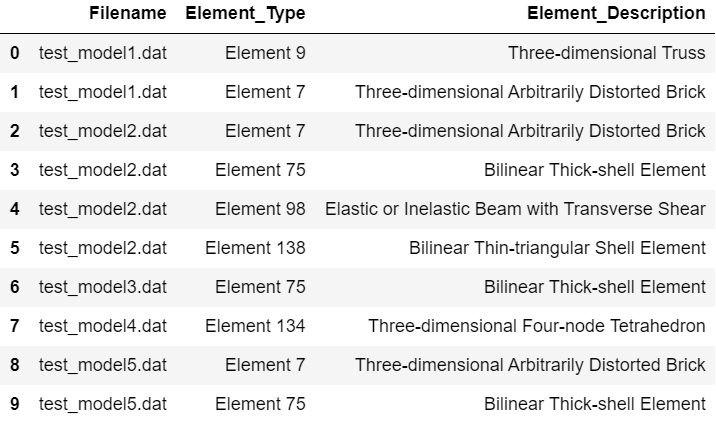 Filename Element_Type Element_Description
0 test_model1.dat Element 9 Three-dimensional Truss
1 test_model1.dat Element 7 Three-dimensional Arbitrarily Distorted Brick
2 test_model2.dat Element 7 Three-dimensional Arbitrarily Distorted Brick
3 test_model2.dat Element 75 Bilinear Thick-shell Element
4 test_model2.dat Element 98 Elastic or Inelastic Beam with Transverse Shear
5 test_model2.dat Element 138 Bilinear Thin-triangular Shell Element
6 test_model3.dat Element 75 Bilinear Thick-shell Element
7 test_model4.dat Element 134 Three-dimensional Four-node Tetrahedron
8 test_model5.dat Element 7 Three-dimensional Arbitrarily Distorted Brick
9 test_model5.dat Element 75 Bilinear Thick-shell Element